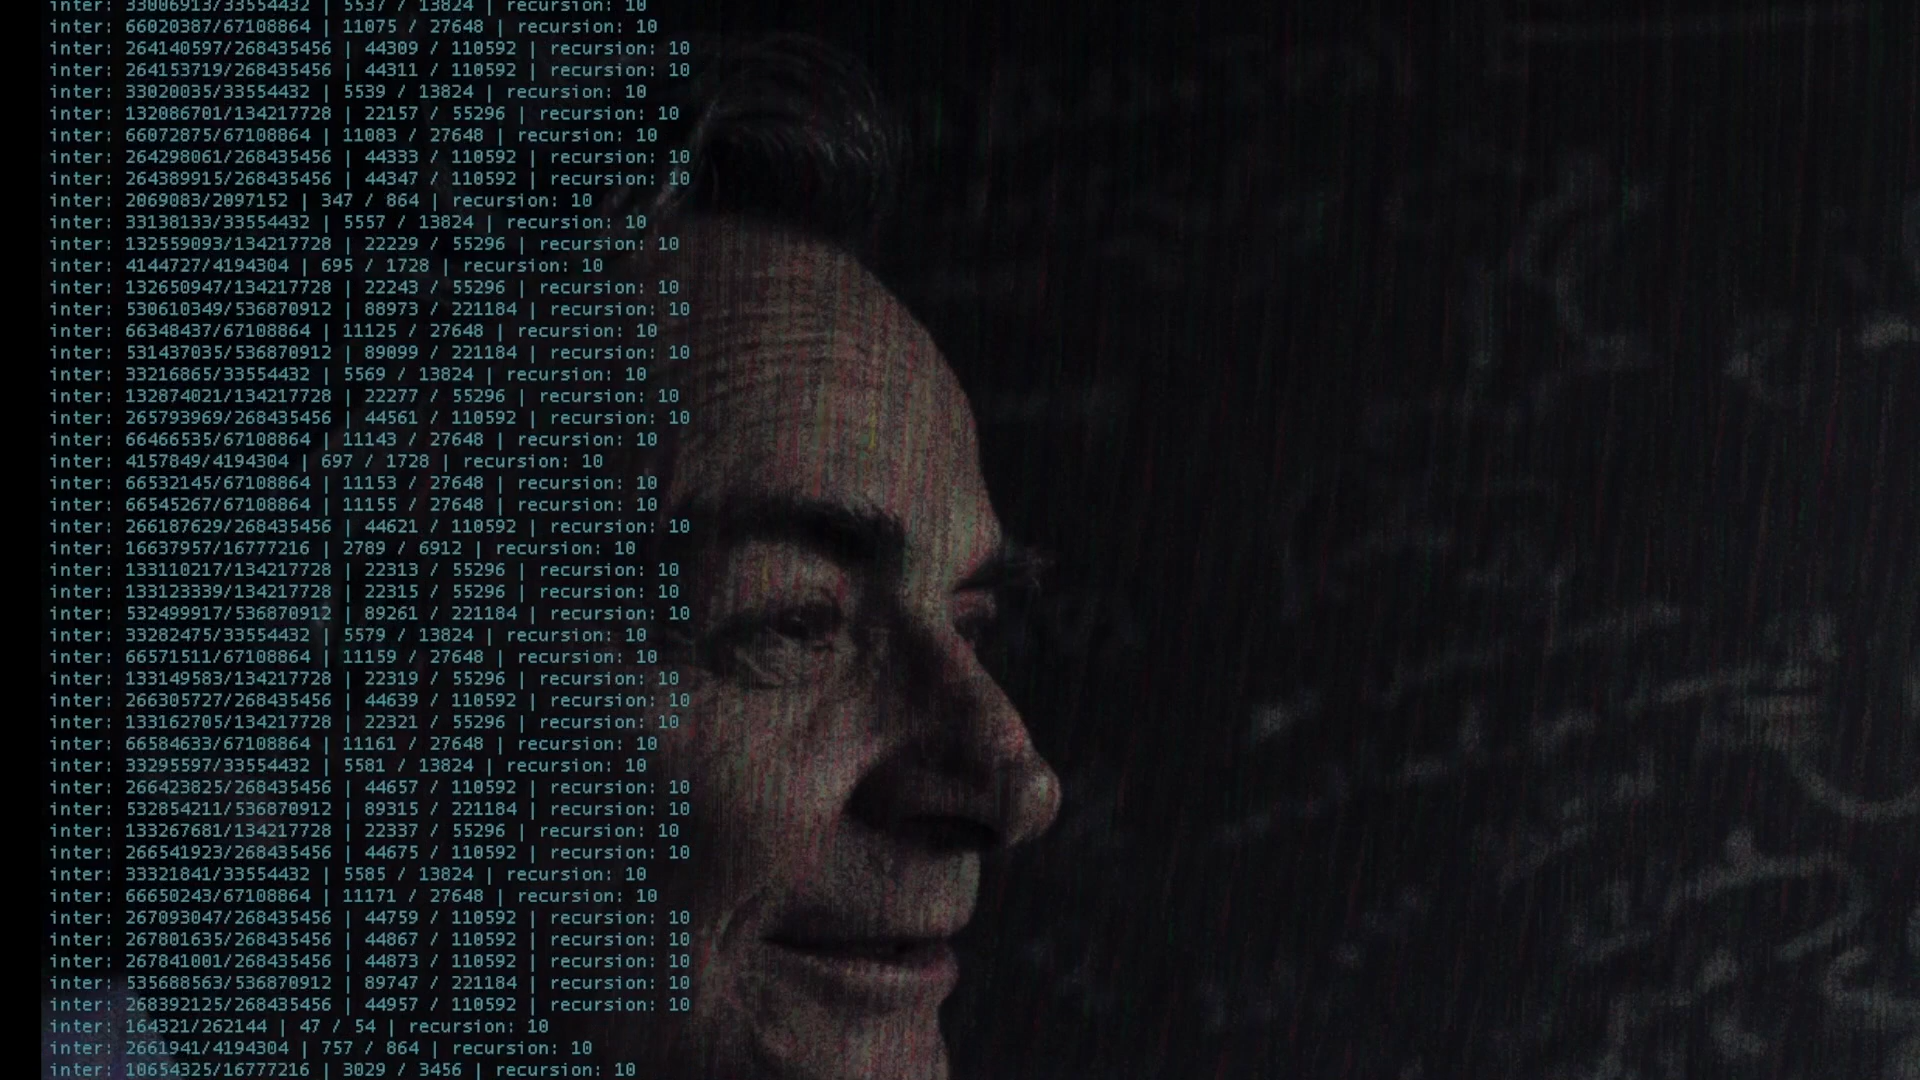 inter: 33006913/33554432 | 5537 / 13824 | recursion: 10
inter: 66020387/67108864 | 11075 / 27648 | recursion: 10
inter: 264140597/268435456 | 44309 / 110592 | recursion: 10
inter: 264153719/268435456 | 44311 / 110592 | recursion: 10
inter: 33020035/33554432 | 5539 / 13824 | recursion: 10
inter: 132086701/134217728 | 22157 / 55296 | recursion: 10
inter: 66072875/67108864 | 11083 / 27648 | recursion: 10
inter: 264298061/268435456 | 44333 / 110592 | recursion: 10
inter: 264389915/268435456 | 44347 / 110592 | recursion: 10
inter: 2069083/2097152 | 347 / 864 | recursion: 10
inter: 33138133/33554432 | 5557 / 13824 | recursion: 10
inter: 132559093/134217728 | 22229 / 55296 | recursion: 10
inter: 4144727/4194304 | 695 / 1728 | recursion: 10
inter: 132650947/134217728 | 22243 / 55296 | recursion: 10
inter: 530610349/536870912 | 88973 / 221184 | recursion: 10
inter: 66348437/67108864 | 11125 / 27648 | recursion: 10
inter: 531437035/536870912 | 89099 / 221184 | recursion: 10
inter: 33216865/33554432 | 5569 / 13824 | recursion: 10
inter: 132874021/134217728 | 22277 / 55296 | recursion: 10
inter: 265793969/268435456 | 44561 / 110592 | recursion: 10
inter: 66466535/67108864 | 11143 / 27648 | recursion: 10
inter: 4157849/4194304 | 697 / 1728 | recursion: 10
inter: 66532145/67108864 | 11153 / 27648 | recursion: 10
inter: 66545267/67108864 | 11155 / 27648 | recursion: 10
inter: 266187629/268435456 | 44621 / 110592 | recursion: 10
inter: 16637957/16777216 | 2789 / 6912 | recursion: 10
inter: 133110217/134217728 | 22313 / 55296 | recursion: 10
inter: 133123339/134217728 | 22315 / 55296 | recursion: 10
inter: 532499917/536870912 | 89261 / 221184 | recursion: 10
inter: 33282475/33554432 | 5579 / 13824 | recursion: 10
inter: 66571511/67108864 | 11159 / 27648 | recursion: 10
inter: 133149583/134217728 | 22319 / 55296 | recursion: 10
inter: 266305727/268435456 | 44639 / 110592 | recursion: 10
inter: 133162705/134217728 | 22321 / 55296 | recursion: 10
inter: 66584633/67108864 | 11161 / 27648 | recursion: 10
inter: 33295597/33554432 | 5581 / 13824 | recursion: 10
inter: 266423825/268435456 | 44657 / 110592 | recursion: 10
inter: 532854211/536870912 | 89315 / 221184 | recursion: 10
inter: 133267681/134217728 | 22337 / 55296 | recursion: 10
inter: 266541923/268435456 | 44675 / 110592 | recursion: 10
inter: 33321841/33554432 | 5585 / 13824 | recursion: 10
inter: 66650243/67108864 | 11171 / 27648 | recursion: 10
inter: 267093047/268435456 | 44759 / 110592 | recursion: 10
inter: 267801635/268435456 | 44867 / 110592 | recursion: 10
inter: 267841001/268435456 | 44873 / 110592 | recursion: 10
inter: 535688563/536870912 | 89747 / 221184 | recursion: 10
inter: 268392125/268435456 | 44957 / 110592 | recursion: 10
inter: 164321/262144 | 47 / 54 | recursion: 10
inter: 2661941/4194304 | 757 / 864 | recursion: 10
inter: 10654325/16777216 | 3029 / 3456 | recursion: 10